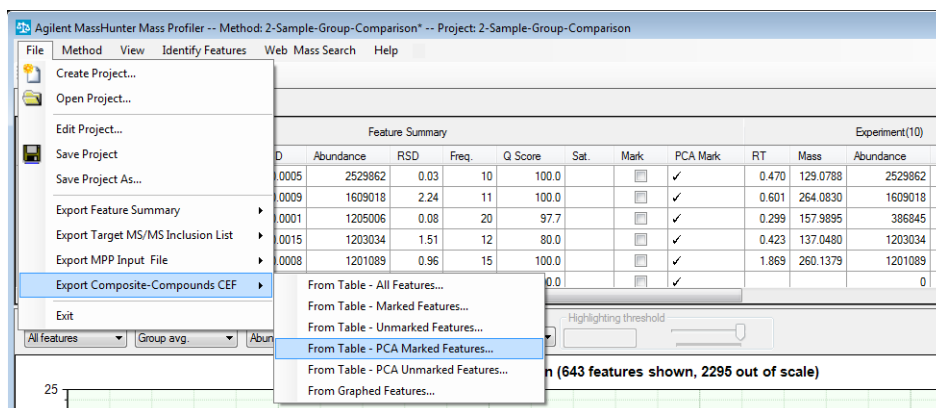 Agilent MassHunter Mass Profiler -- Method: 2-Sample-Group-Comparison* -- Project: 2-Sample-Group-Comparison
File Method View Identify Features Web Mass Search Help
Create Project...
Open Project...
Edit Project...
Save Project
Save Project As...
Export Feature Summary
Export Target MS/MS Inclusion List
Export MPP Input File
Export Composite-Compounds CEF
Exit
Feature Summary Experiment(10)
D Abundance RSD Freq. Q Score Sat. Mark PCA Mark RT Mass Abundance
.0005 2529862 0.03 10 100.0 ✓ 0.470 129.0788 2529862
.0009 1609018 2.24 11 100.0 ✓ 0.601 264.0830 1609018
.0001 1205006 0.08 20 97.7 ✓ 0.299 157.9895 386845
.0015 1203034 1.51 12 80.0 ✓ 0.423 137.0480 1203034
.0008 1201089 0.96 15 100.0 ✓ 1.869 260.1379 1201089
0.0 ✓ 0
From Table - All Features...
From Table - Marked Features...
From Table - Unmarked Features...
From Table - PCA Marked Features...
From Table - PCA Unmarked Features...
From Graphed Features...
Highlighting threshold
All features Group avg. Abun
n (643 features shown, 2295 out of scale)
25